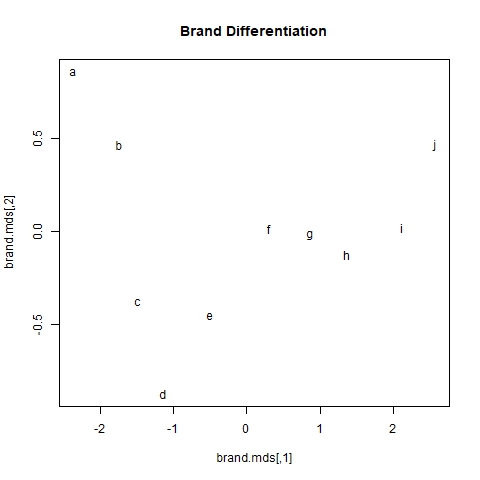 Brand Differentiation
a
b
j
0.5
f
g
i
0.0
h
brand.mds[,2]
c
e
-0.5
d
-2 -1 0 1 2
brand.mds[,1]